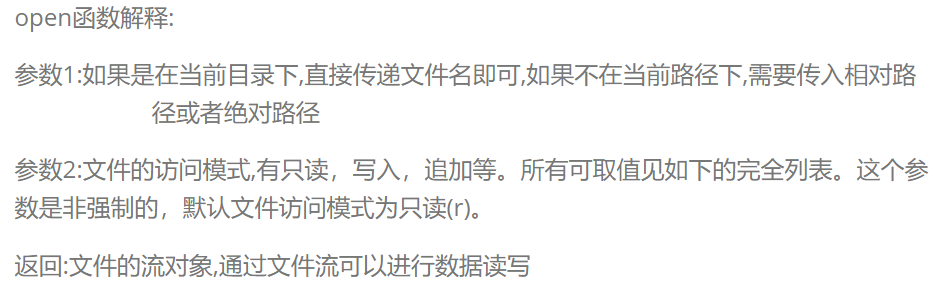 open函数解释:
参数1:如果是在当前目录下,直接传递文件名即可,如果不在当前路径下,需要传入相对路
径或者绝对路径
参数2:文件的访问模式,有只读，写入，追加等。所有可取值见如下的完全列表。这个参
数是非强制的，默认文件访问模式为只读(r)。
返回:文件的流对象,通过文件流可以进行数据读写